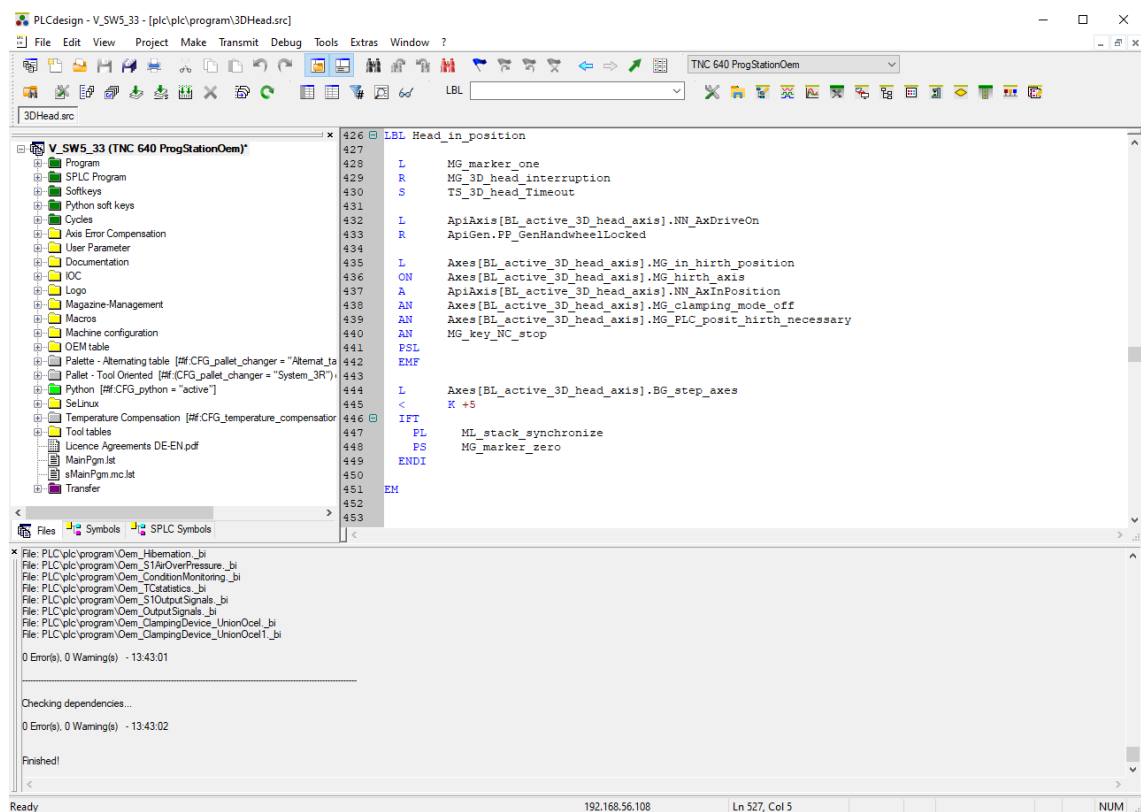 PLCdesign - V_SW5_33 - [plc\plc\program\3DHead.src]
File Edit View Project Make Transmit Debug Tools Extras Window ?
TNC 640 ProgStationOem
LBL
3DHead.src
V_SW5_33 (TNC 640 ProgStationOem)*
Program
SPLC Program
Softkeys
Python soft keys
Cycles
Axis Error Compensation
User Parameter
Documentation
IOC
Logo
Magazine-Management
Macros
Machine configuration
OEM table
Palette - Alternating table [#if:CFG_pallet_changer = "Alternat_ta
Pallet - Tool Oriented [#if:(CFG_pallet_changer = "System_3R")
Python [#if:CFG_python = "active"]
SeLinux
Temperature Compensation [#if:CFG_temperature_compensation
Tool tables
Licence Agreements DE-EN.pdf
MainPgm.lst
sMainPgm.mc.lst
Transfer
Files Symbols SPLC Symbols
426 LBL Head_in_position
427
428 L MG_marker_one
429 R MG_3D_head_interruption
430 S TS_3D_head_Timeout
431
432 L ApiAxis[BL_active_3D_head_axis].NN_AxDriveOn
433 R ApiGen.PP_GenHandwheelLocked
434
435 L Axes[BL_active_3D_head_axis].MG_in_hirth_position
436 ON Axes[BL_active_3D_head_axis].MG_hirth_axis
437 A ApiAxis[BL_active_3D_head_axis].NN_AxInPosition
438 AN Axes[BL_active_3D_head_axis].MG_clamping_mode_off
439 AN Axes[BL_active_3D_head_axis].MG_PLC_posit_hirth_necessary
440 AN MG_key_NC_stop
441 PSL
442 EMF
443
444 L Axes[BL_active_3D_head_axis].BG_step_axes
445 < K +5
446 IFT
447 PL ML_stack_synchronize
448 PS MG_marker_zero
449 ENDI
450
451 EM
452
453
File: PLC\plc\program\Oem_Hibernation._bi
File: PLC\plc\program\Oem_S1AirOverPressure._bi
File: PLC\plc\program\Oem_ConditionMonitoring._bi
File: PLC\plc\program\Oem_TCstatistics._bi
File: PLC\plc\program\Oem_S1OutputSignals._bi
File: PLC\plc\program\Oem_OutputSignals._bi
File: PLC\plc\program\Oem_ClampingDevice_UnionOcel._bi
File: PLC\plc\program\Oem_ClampingDevice_UnionOcel1._bi
0 Error(s), 0 Warning(s) - 13:43:01
Checking dependencies...
0 Error(s), 0 Warning(s) - 13:43:02
Finished!
Ready 192.168.56.108 Ln 527, Col 5 NUM